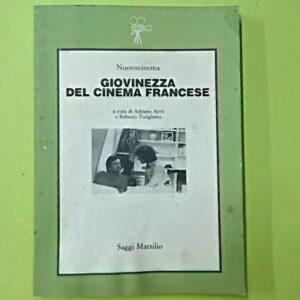 Nuovocinema
GIOVINEZZA
DEL CINEMA FRANCESE
a cura di Adriano Aprà
e Roberto Turigliatto
Saggi Marsilio